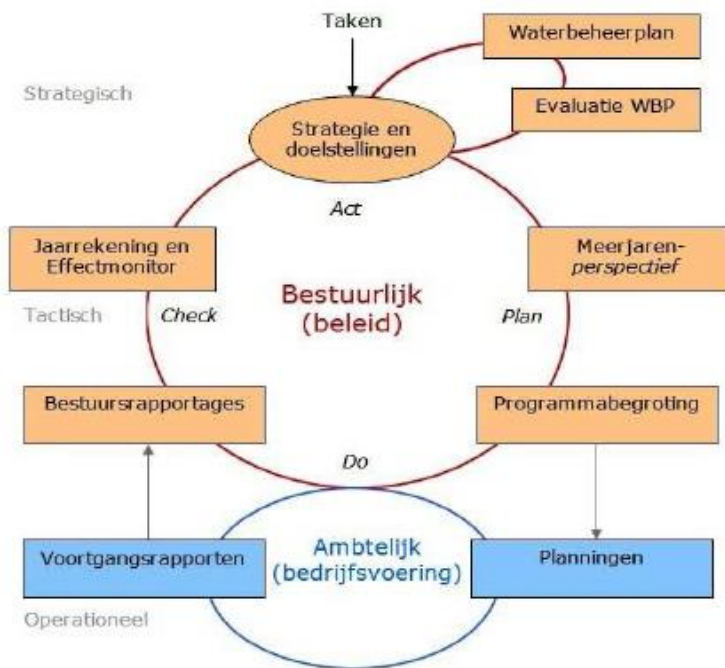 Taken
Waterbeheerplan
Strategisch
Evaluatie WBP
Strategie en
doelstellingen
Act
Jaarrekening en
Effectmonitor
Meerjaren-
perspectief
Bestuurlijk
(beleid)
Tactisch
Check
Plan
Bestuursrapportages
Programmabegroting
Do
Ambtelijk
(bedrijfsvoering)
Voortgangsrapporten
Planningen
Operationeel